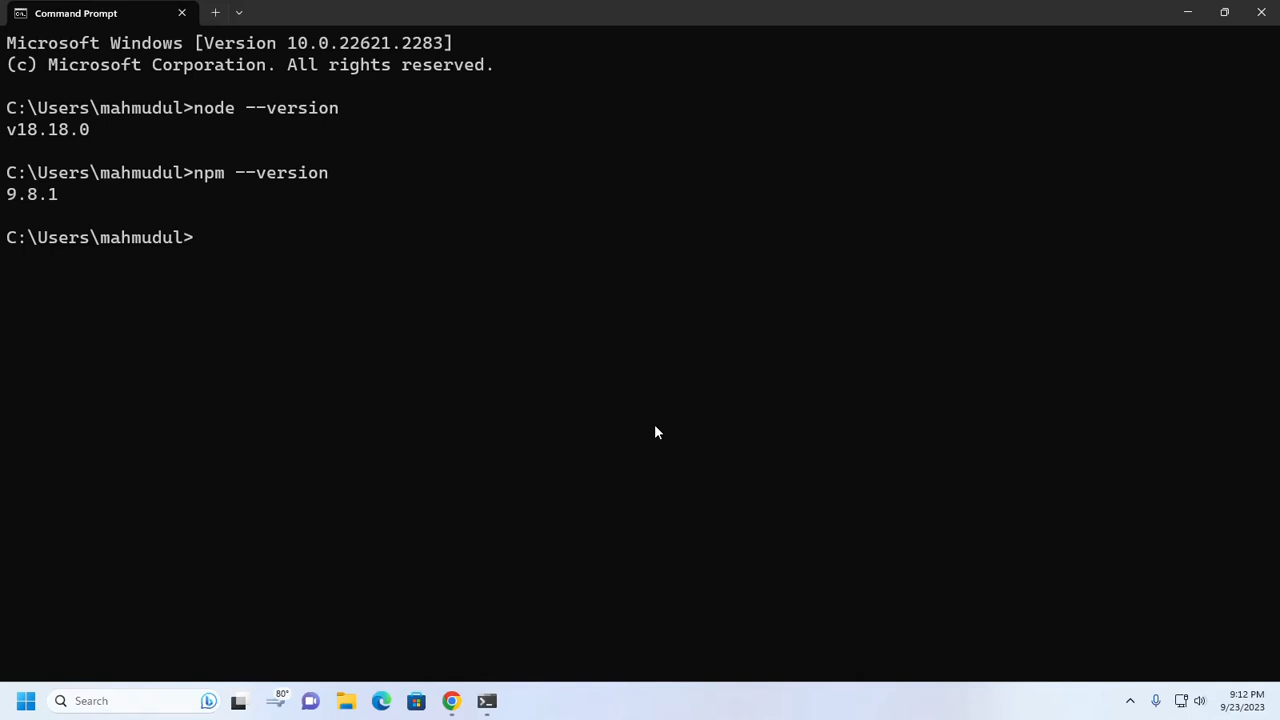 Command Prompt
Microsoft Windows [Version 10.0.22621.2283]
(c) Microsoft Corporation. All rights reserved.
C:\Users\mahmudul>node --version
v18.18.0
C:\Users\mahmudul>npm --version
9.8.1
C:\Users\mahmudul>
Search
80°
9:12 PM
9/23/2023